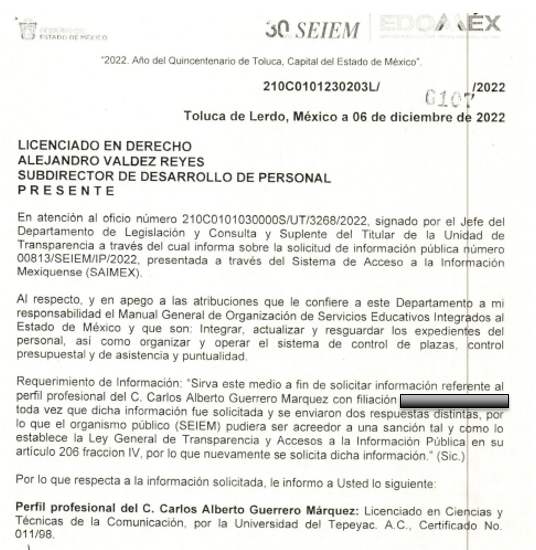 ESTADO DE MÉXICO
30 SEIEM
EDOMÉX
"2022. Año del Quincentenario de Toluca, Capital del Estado de México".
210C0101230203L/ 6107 /2022
Toluca de Lerdo, México a 06 de diciembre de 2022
LICENCIADO EN DERECHO
ALEJANDRO VALDEZ REYES
SUBDIRECTOR DE DESARROLLO DE PERSONAL
P R E S E N T E
En atención al oficio número 210C0101030000S/UT/3268/2022, signado por el Jefe del
Departamento de Legislación y Consulta y Suplente del Titular de la Unidad de
Transparencia a través del cual informa sobre la solicitud de información pública número
00813/SEIEM/IP/2022, presentada a través del Sistema de Acceso a la Información
Mexiquense (SAIMEX).
Al respecto, y en apego a las atribuciones que le confiere a este Departamento a mi
responsabilidad el Manual General de Organización de Servicios Educativos Integrados al
Estado de México y que son: Integrar, actualizar y resguardar los expedientes del
personal, así como organizar y operar el sistema de control de plazas, control
presupuestal y de asistencia y puntualidad.
Requerimiento de Información: "Sirva este medio a fin de solicitar información referente al
perfil profesional del C. Carlos Alberto Guerrero Marquez con filiación
toda vez que dicha información fue solicitada y se enviaron dos respuestas distintas, por
lo que el organismo público (SEIEM) pudiera ser acreedor a una sanción tal y como lo
establece la Ley General de Transparencia y Accesos a la Información Pública en su
artículo 206 fraccion IV, por lo que nuevamente se solicita dicha información." (Sic.)
Por lo que respecta a la información solicitada, le informo a Usted lo siguiente:
Perfil profesional del C. Carlos Alberto Guerrero Márquez: Licenciado en Ciencias y
Técnicas de la Comunicación, por la Universidad del Tepeyac. A.C., Certificado No.
011/98.